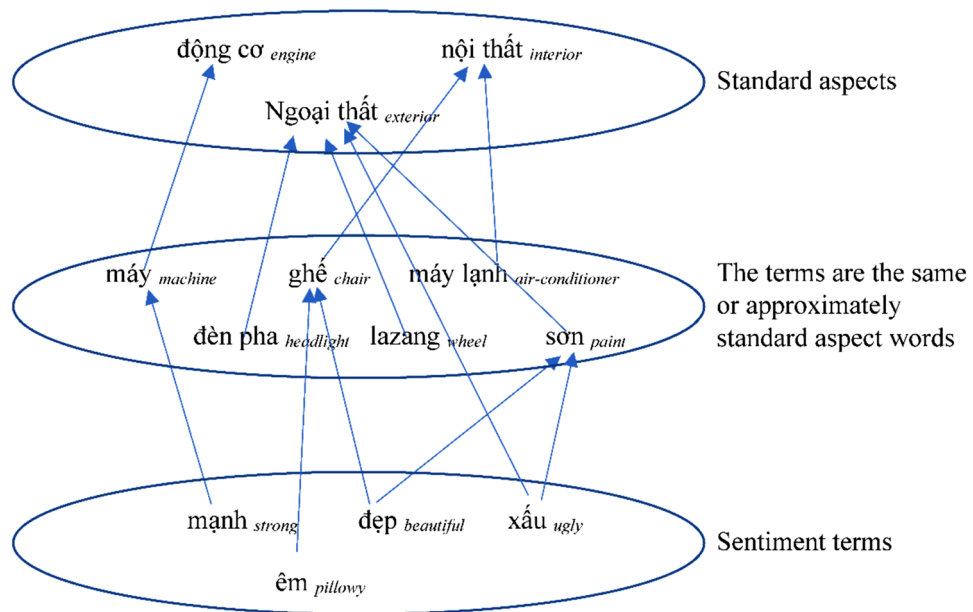 động cơ engine
nội thất interior
Ngoại thất exterior
Standard aspects
máy machine
ghế chair
máy lạnh air-conditioner
đèn pha headlight
lazang wheel
sơn paint
The terms are the same
or approximately
standard aspect words
mạnh strong
đẹp beautiful
xấu ugly
êm pillowy
Sentiment terms